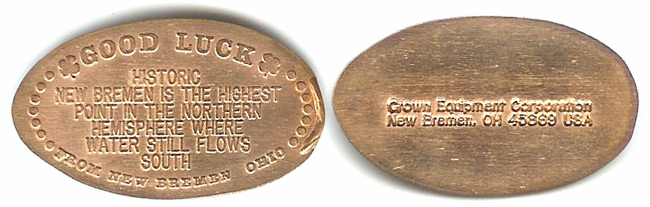 GOOD LUCK
HISTORIC
NEW BREMEN IS THE HIGHEST
POINT IN THE NORTHERN
HEMISPHERE WHERE
WATER STILL FLOWS
SOUTH
FROM NEW BREMEN OHIO
Crown Equipment Corporation
New Bremen, OH 45869 USA